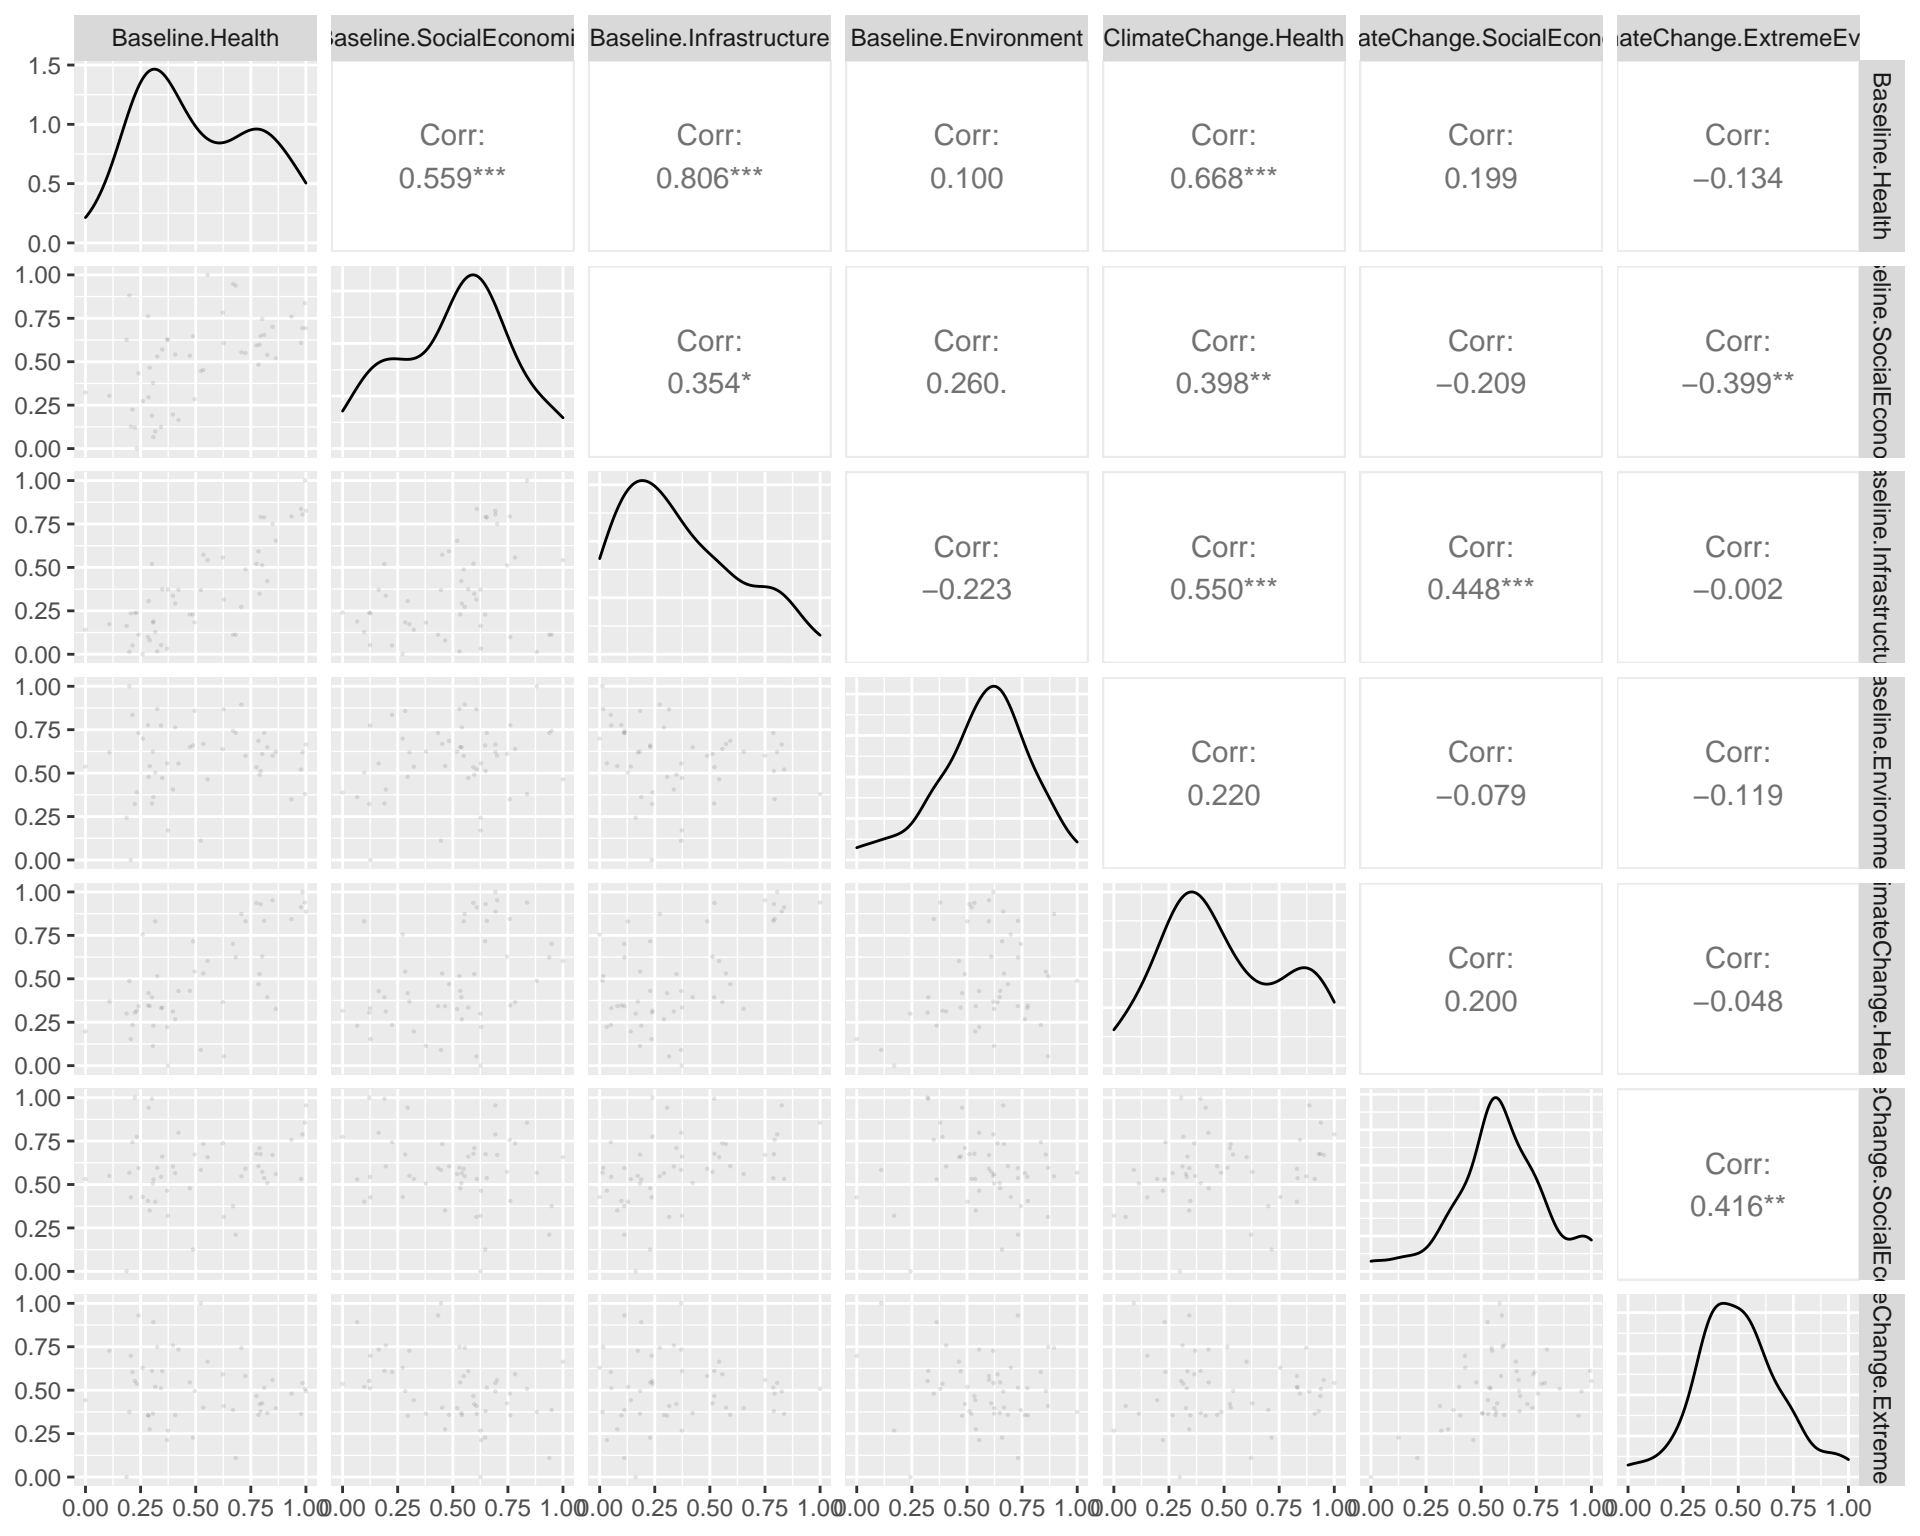 Baseline.Health
Baseline.SocialEconomi
Baseline.Infrastructure
Baseline.Environment
ClimateChange.Health
ateChange.SocialEcon
ateChange.ExtremeEv
1.5
1.0
0.5
0.0
Corr:
0.559***
Corr:
0.806***
Corr:
0.100
Corr:
0.668***
Corr:
0.199
Corr:
−0.134
Baseline.Health
1.00
0.75
0.50
0.25
0.00
Corr:
0.354*
Corr:
0.260.
Corr:
0.398**
Corr:
−0.209
Corr:
−0.399**
eline.SocialEcono
1.00
0.75
0.50
0.25
0.00
Corr:
−0.223
Corr:
0.550***
Corr:
0.448***
Corr:
−0.002
aseline.Infrastructu
1.00
0.75
0.50
0.25
0.00
Corr:
0.220
Corr:
−0.079
Corr:
−0.119
aseline.Environme
1.00
0.75
0.50
0.25
0.00
Corr:
0.200
Corr:
−0.048
imateChange.Hea
1.00
0.75
0.50
0.25
0.00
Corr:
0.416**
eChange.SocialEco
1.00
0.75
0.50
0.25
0.00
eChange.Extreme
0.00 0.25 0.50 0.75 1.00
0.00 0.25 0.50 0.75 1.00
0.00 0.25 0.50 0.75 1.00
0.00 0.25 0.50 0.75 1.00
0.00 0.25 0.50 0.75 1.00
0.00 0.25 0.50 0.75 1.00
0.00 0.25 0.50 0.75 1.00